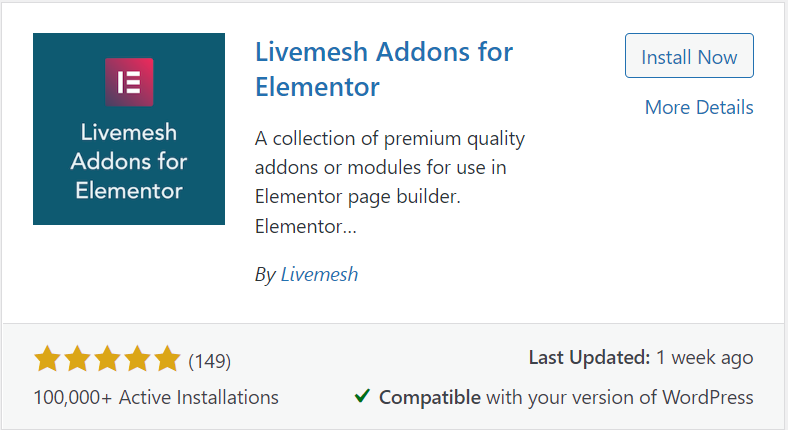 Livemesh
Addons for
Elementor
Livemesh Addons for
Elementor
Install Now
More Details
A collection of premium quality
addons or modules for use in
Elementor page builder.
Elementor...
By Livemesh
(149)
Last Updated: 1 week ago
100,000+ Active Installations
Compatible with your version of WordPress